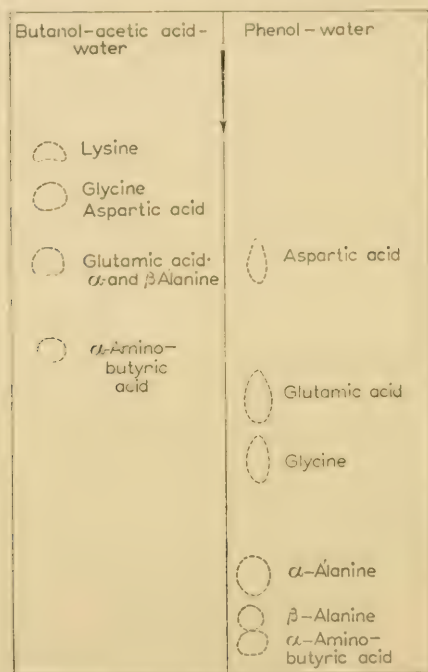 Butanol-acetic acid-
water
Lysine
Glycine
Aspartic acid
Glutamic acid·
α-and β Alanine
α-Amino-
butyric
acid
Phenol-water
Aspartic acid
Glutamic acid
Glycine
α-Alanine
β-Alanine
α-Amino-
butyric acid